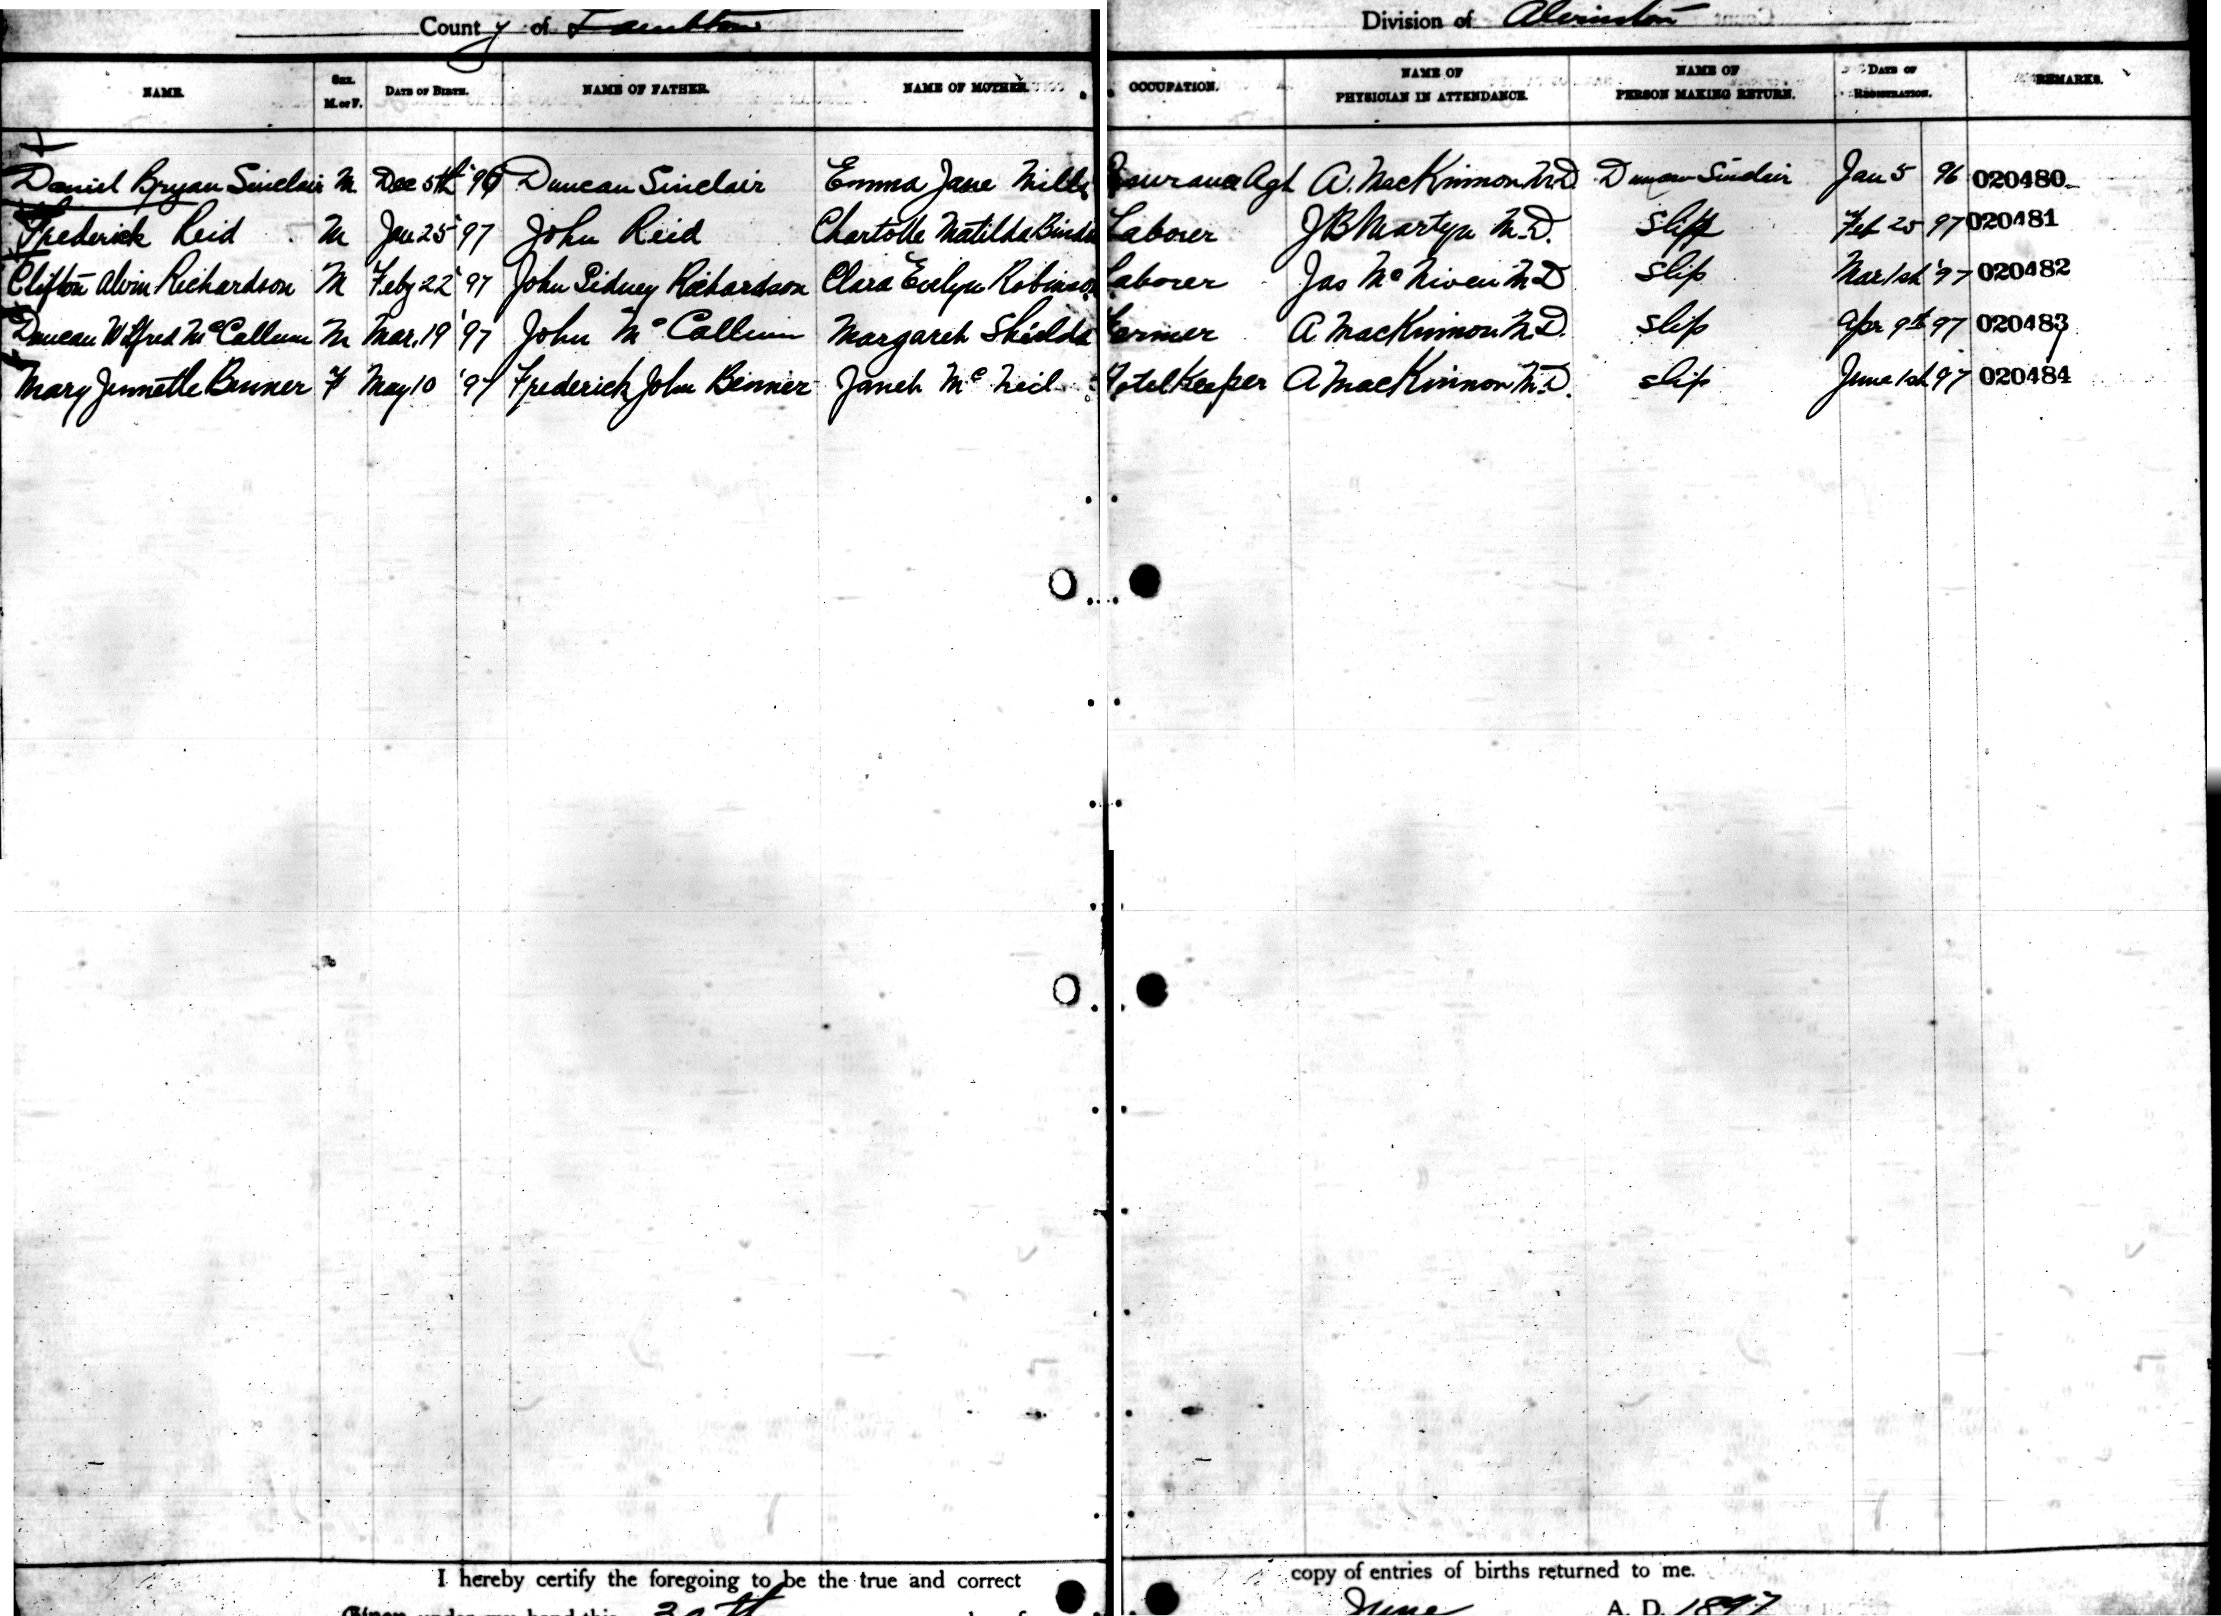 County of Lambton Division of Alvinston
NAME. SEX. M. or F. DATE OF BIRTH. NAME OF FATHER. NAME OF MOTHER. OCCUPATION. NAME OF PHYSICIAN IN ATTENDANCE. NAME OF PERSON MAKING RETURN. DATE OF REGISTRATION. REMARKS.
Daniel Bryan Sinclair M Dec 5th '96 Duncan Sinclair Emma Jane Mills Insurance Agt A. MacKinnon M.D. Duncan Sinclair Jan 5 96 020480
Frederick Reid M Jan 25 '97 John Reid Charlotte Matilda Laborer J B Martyn M.D. slip Feb 25 97 020481
Clifton Alvin Richardson M Feby 22 '97 John Sidney Richardson Clara Evelyn Robinson Laborer Jas McNiven M.D slip Mar 1st '97 020482
Duncan Wilfred McCallum M Mar. 19 '97 John McCallum Margaret Shields Farmer A MacKinnon M.D. slip Apr 9th 97 020483
Mary Jennette Benner F May 10 '97 Frederick John Benner Janet McNeil Hotel Keeper A MacKinnon M.D. slip June 1st '97 020484
I hereby certify the foregoing to be the true and correct copy of entries of births returned to me.
Given under my hand this 30th day of June A. D. 1897